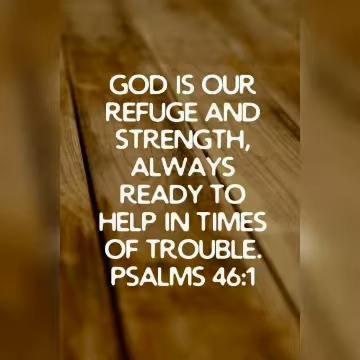 GOD IS OUR
REFUGE AND
STRENGTH,
ALWAYS
READY TO
HELP IN TIMES
OF TROUBLE.
PSALMS 46:1